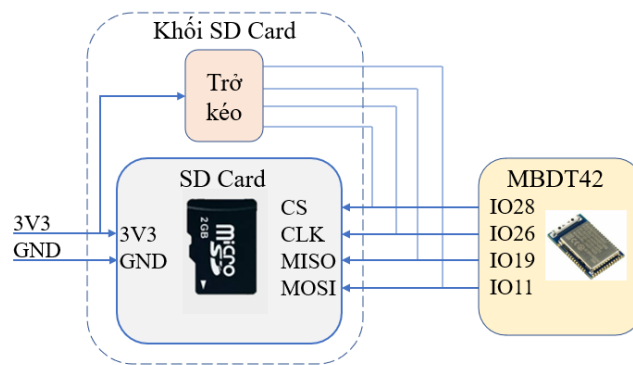 Khối SD Card
Trở
kéo
SD Card
MBDT42
3V3
GND
3V3
GND
2GB
micro
SD
CS
CLK
MISO
MOSI
IO28
IO26
IO19
IO11